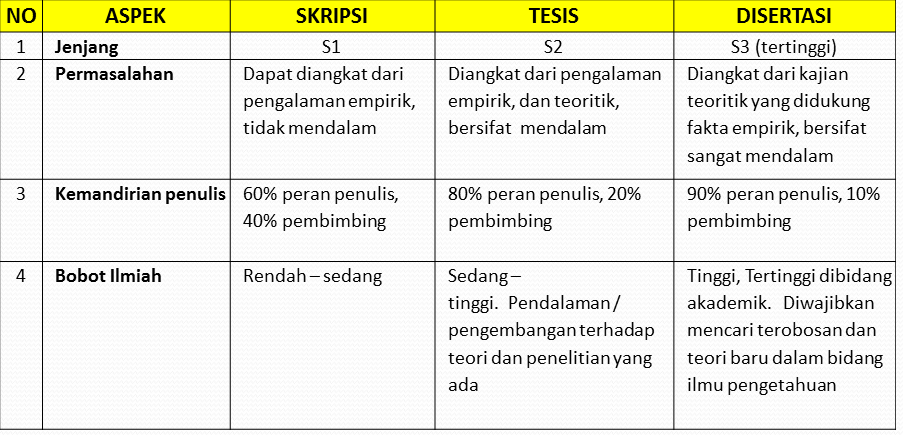 NO ASPEK SKRIPSI TESIS DISERTASI
1 Jenjang S1 S2 S3 (tertinggi)
2 Permasalahan Dapat diangkat dari Diangkat dari pengalaman Diangkat dari kajian
pengalaman empirik, empirik, dan teoritik, teoritik yang didukung
tidak mendalam bersifat mendalam fakta empirik, bersifat
sangat mendalam
3 Kemandirian penulis 60% peran penulis, 80% peran penulis, 20% 90% peran penulis, 10%
40% pembimbing pembimbing pembimbing
4 Bobot Ilmiah Rendah – sedang Sedang – Tinggi, Tertinggi dibidang
tinggi. Pendalaman / akademik. Diwajibkan
pengembangan terhadap mencari terobosan dan
teori dan penelitian yang teori baru dalam bidang
ada ilmu pengetahuan